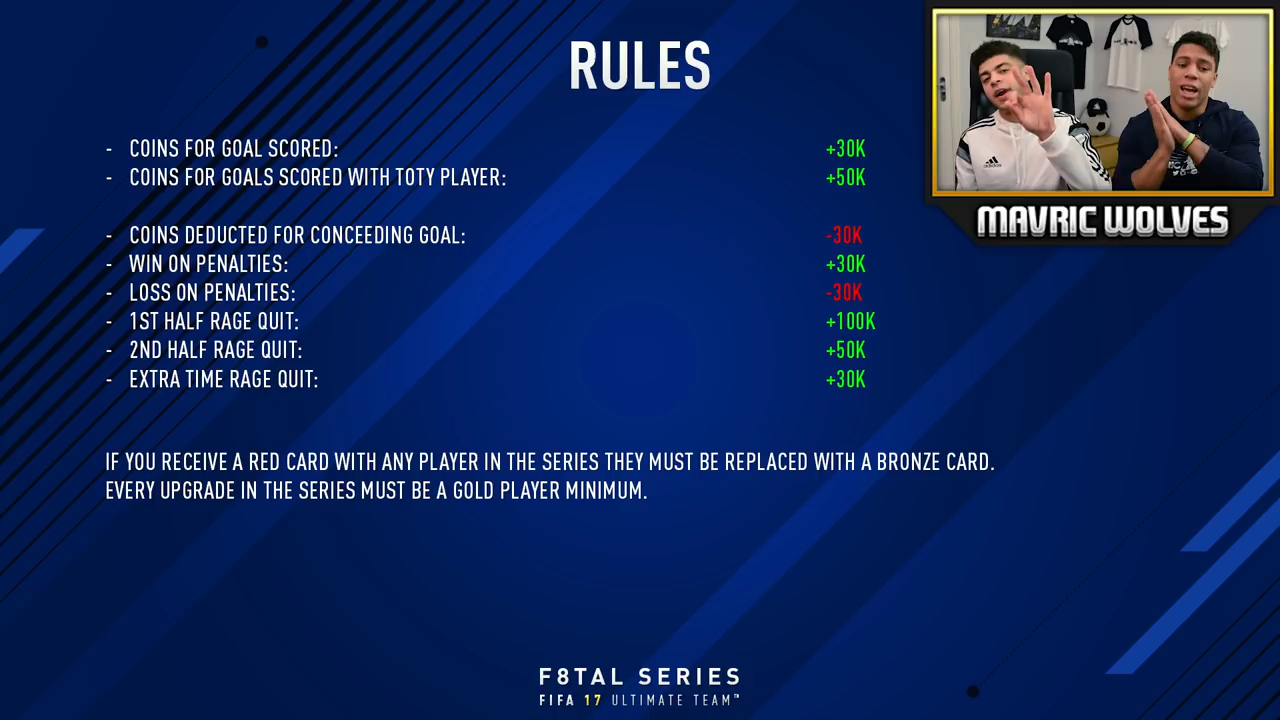 RULES
- COINS FOR GOAL SCORED: +30K
- COINS FOR GOALS SCORED WITH TOTY PLAYER: +50K
- COINS DEDUCTED FOR CONCEEDING GOAL: -30K
- WIN ON PENALTIES: +30K
- LOSS ON PENALTIES: -30K
- 1ST HALF RAGE QUIT: +100K
- 2ND HALF RAGE QUIT: +50K
- EXTRA TIME RAGE QUIT: +30K
IF YOU RECEIVE A RED CARD WITH ANY PLAYER IN THE SERIES THEY MUST BE REPLACED WITH A BRONZE CARD.
EVERY UPGRADE IN THE SERIES MUST BE A GOLD PLAYER MINIMUM.
adidas
MAVRIC WOLVES
F8TAL SERIES
FIFA 17 ULTIMATE TEAM™